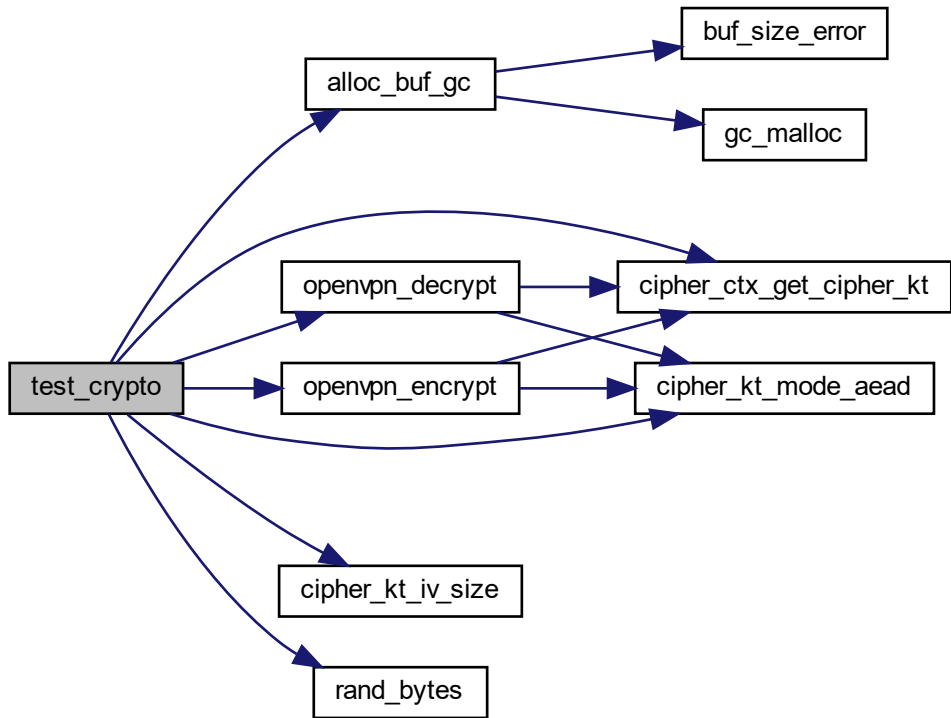 buf_size_error
alloc_buf_gc
gc_malloc
openvpn_decrypt
cipher_ctx_get_cipher_kt
test_crypto
openvpn_encrypt
cipher_kt_mode_aead
cipher_kt_iv_size
rand_bytes